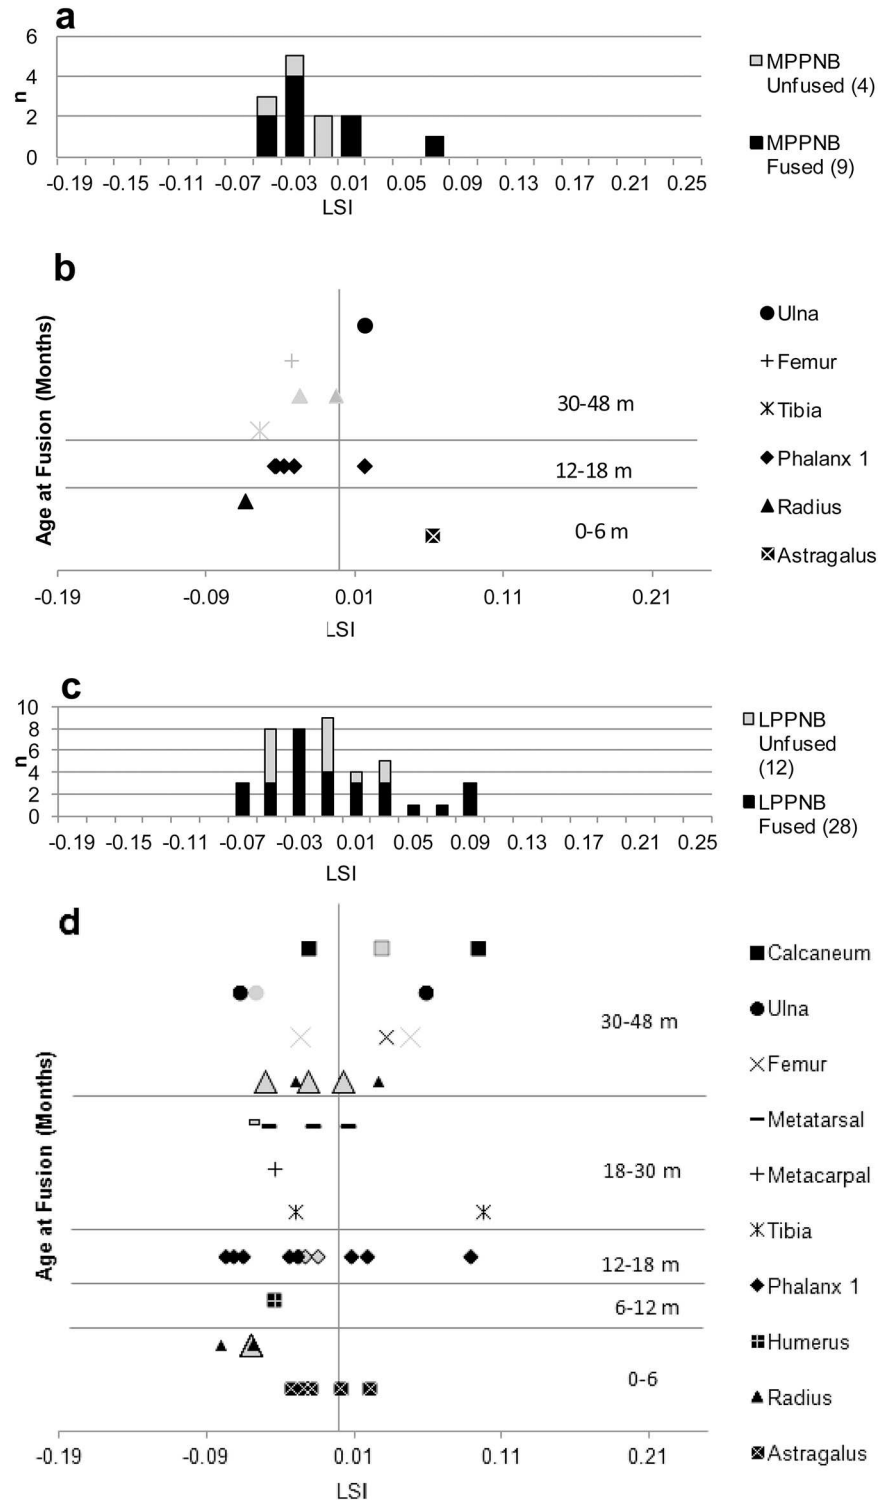 a
6
4
2
0
n
-0.19 -0.15 -0.11 -0.07 -0.03 0.01 0.05 0.09 0.13 0.17 0.21 0.25
LSI
MPPNB
Unfused (4)
MPPNB
Fused (9)
b
Age at Fusion (Months)
30-48 m
12-18 m
0-6 m
-0.19 -0.09 0.01 0.11 0.21
LSI
Ulna
Femur
Tibia
Phalanx 1
Radius
Astragalus
c
10
8
6
4
2
0
n
-0.19 -0.15 -0.11 -0.07 -0.03 0.01 0.05 0.09 0.13 0.17 0.21 0.25
LSI
LPPNB
Unfused
(12)
LPPNB
Fused (28)
d
Age at Fusion (Months)
30-48 m
18-30 m
12-18 m
6-12 m
0-6
-0.19 -0.09 0.01 0.11 0.21
LSI
Calcaneum
Ulna
Femur
Metatarsal
Metacarpal
Tibia
Phalanx 1
Humerus
Radius
Astragalus